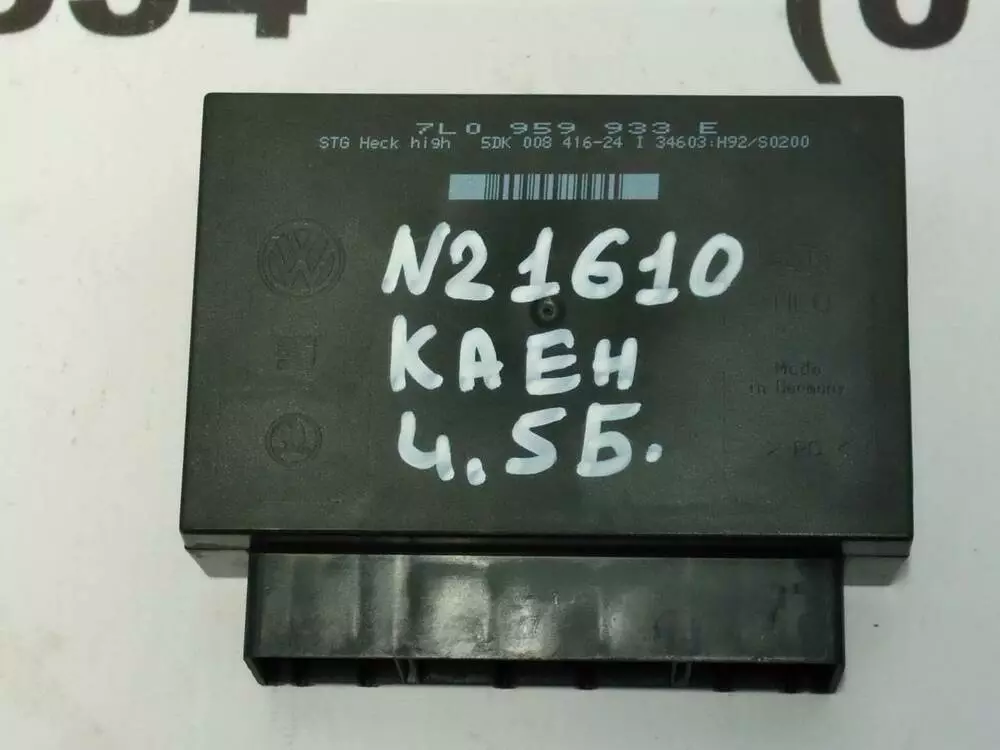 7L0 959 933 E
STG Heck high 5DK 008 416-24 I 34603:H92/S0200
N21610
КАЕН
4.5Б.
Made
in Germany